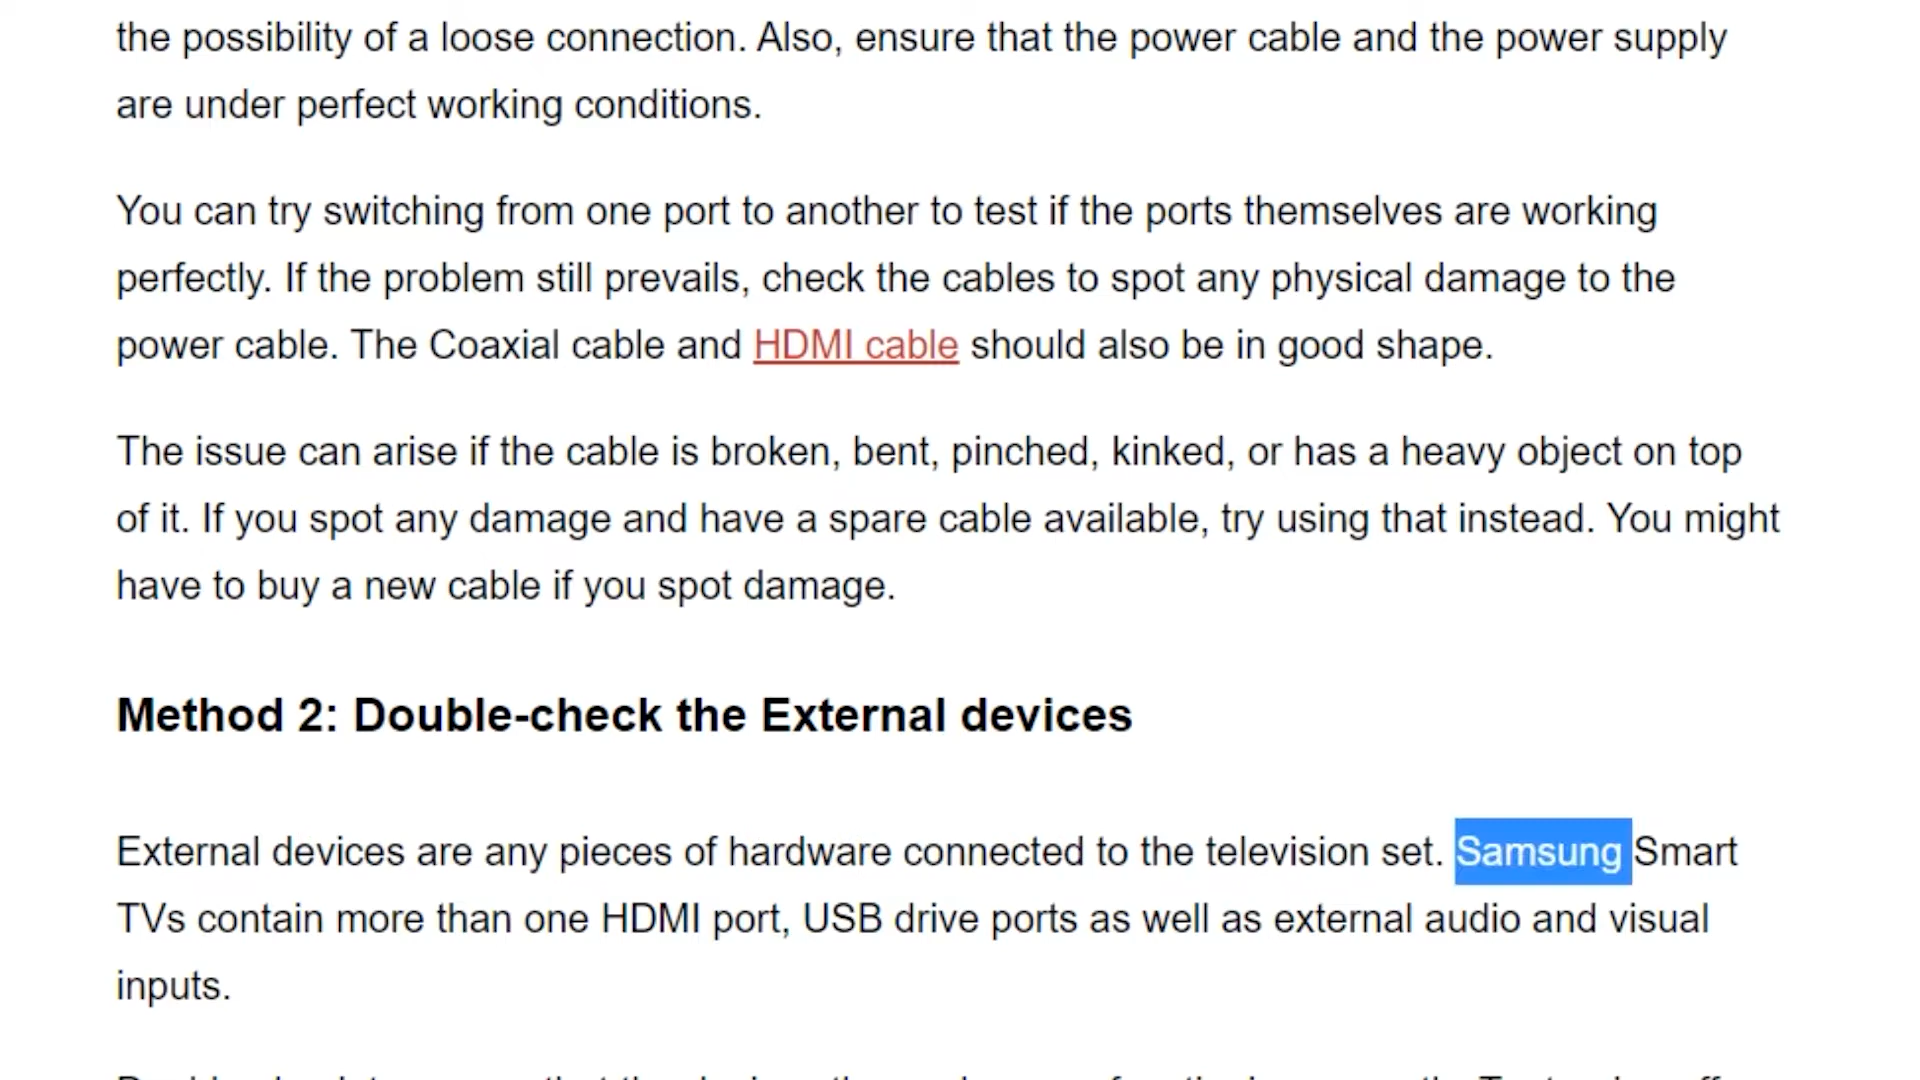 the possibility of a loose connection. Also, ensure that the power cable and the power supply
are under perfect working conditions.
You can try switching from one port to another to test if the ports themselves are working
perfectly. If the problem still prevails, check the cables to spot any physical damage to the
power cable. The Coaxial cable and HDMI cable should also be in good shape.
The issue can arise if the cable is broken, bent, pinched, kinked, or has a heavy object on top
of it. If you spot any damage and have a spare cable available, try using that instead. You might
have to buy a new cable if you spot damage.
Method 2: Double-check the External devices
External devices are any pieces of hardware connected to the television set. Samsung Smart
TVs contain more than one HDMI port, USB drive ports as well as external audio and visual
inputs.